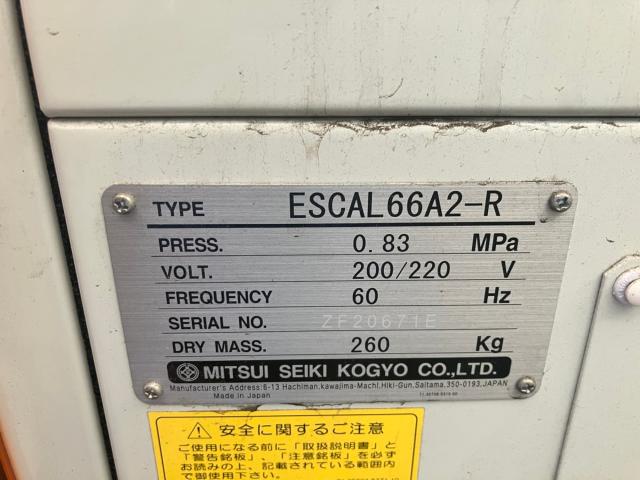 TYPE ESCAL66A2-R
PRESS. 0.83 MPa
VOLT. 200/220 V
FREQUENCY 60 Hz
SERIAL NO. ZF20671E
DRY MASS. 260 Kg
MITSUI SEIKI KOGYO CO.,LTD.
Manufacturer's Address:6-13 Hachiman,kawajima-Machi,Hiki-Gun,Saitama,350-0193,JAPAN
Made in Japan
安全に関するご注意
ご使用になる前に「取扱説明書」と
「警告銘板」、「注意銘板」を必ず
お読みの上、記載されている範囲内
で御使用下さい。